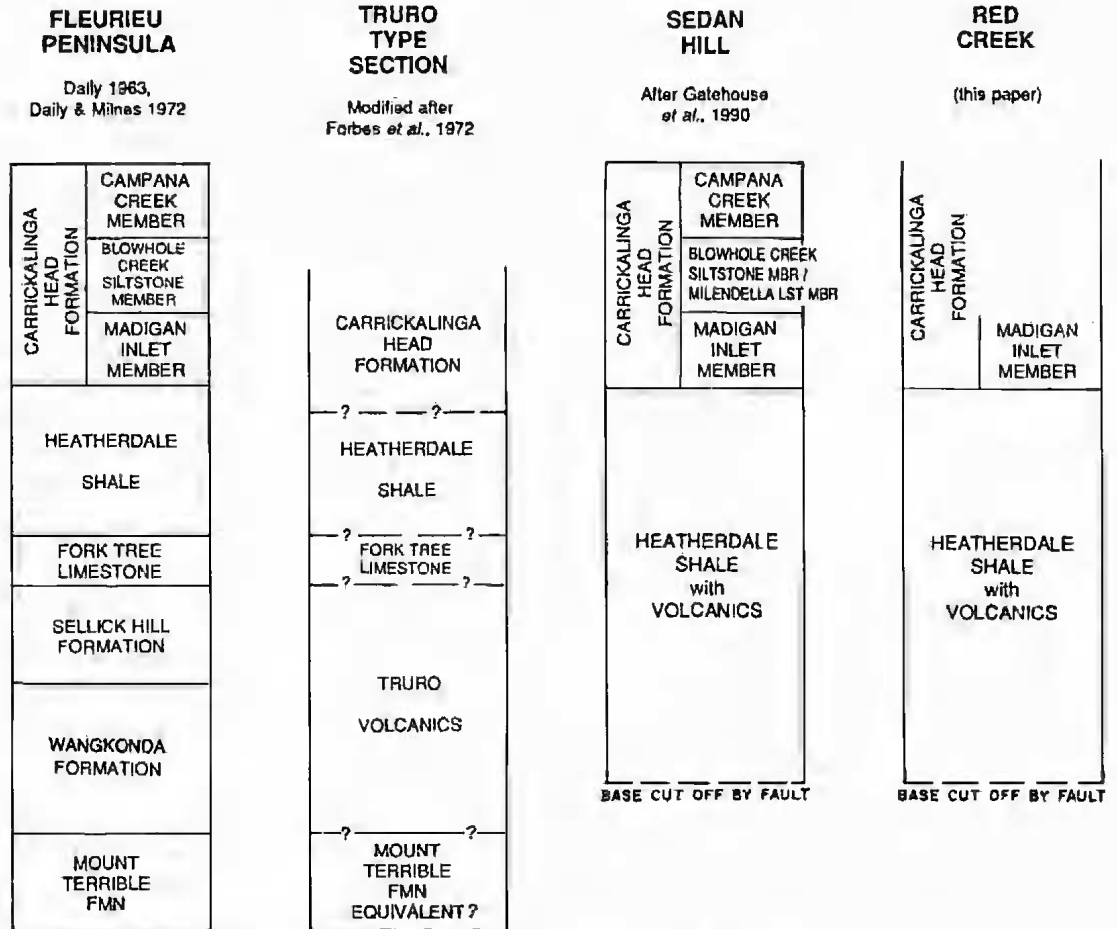 FLEURIEU
PENINSULA
Daily 1963,
Daily & Milnes 1972
CARRICKALINGA
HEAD
FORMATION
CAMPANA
CREEK
MEMBER
BLOWHOLE
CREEK
SILTSTONE
MEMBER
MADIGAN
INLET
MEMBER
HEATHERDALE
SHALE
FORK TREE
LIMESTONE
SELLICK HILL
FORMATION
WANGKONDA
FORMATION
MOUNT
TERRIBLE
FMN
TRURO
TYPE
SECTION
Modified after
Forbes et al., 1972
CARRICKALINGA
HEAD
FORMATION
? ?
HEATHERDALE
SHALE
? ?
FORK TREE
LIMESTONE
? ?
TRURO
VOLCANICS
? ?
MOUNT
TERRIBLE
FMN
EQUIVALENT ?
SEDAN
HILL
After Gatehouse
et al., 1990
CARRICKALINGA
HEAD
FORMATION
CAMPANA
CREEK
MEMBER
BLOWHOLE CREEK
SILTSTONE MBR /
MILENDELLA LST MBR
MADIGAN
INLET
MEMBER
HEATHERDALE
SHALE
with
VOLCANICS
BASE CUT OFF BY FAULT
RED
CREEK
(this paper)
CARRICKALINGA
HEAD
FORMATION
MADIGAN
INLET
MEMBER
HEATHERDALE
SHALE
with
VOLCANICS
BASE CUT OFF BY FAULT